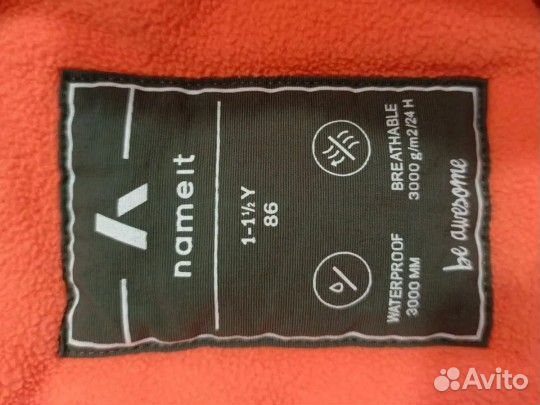 nameit
1-1½ Y
86
WATERPROOF
3000 MM
BREATHABLE
3000 g/m2/24 H
be awesome
Avito